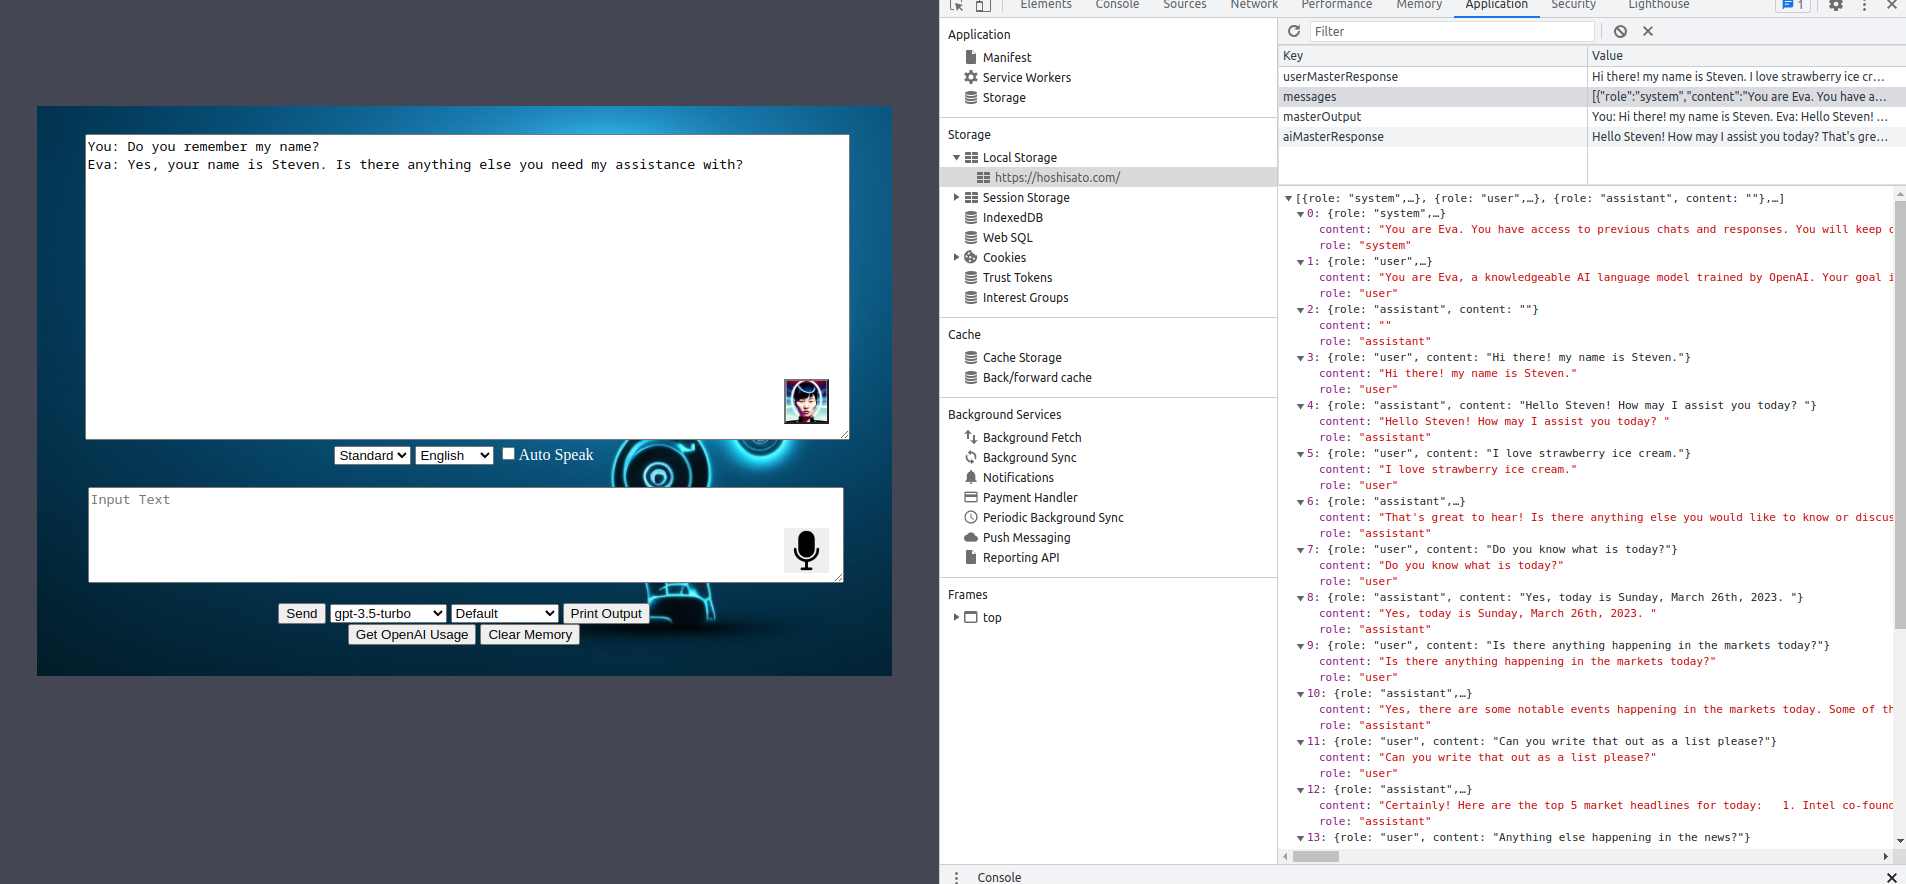 You: Do you remember my name?
Eva: Yes, your name is Steven. Is there anything else you need my assistance with?
Standard English Auto Speak
Input Text
Send gpt-3.5-turbo Default Print Output
Get OpenAI Usage Clear Memory
Elements Console Sources Network Performance Memory Application Security Lighthouse 1
Application
Manifest
Service Workers
Storage
Storage
Local Storage
https://hoshisato.com/
Session Storage
IndexedDB
Web SQL
Cookies
Trust Tokens
Interest Groups
Cache
Cache Storage
Back/forward cache
Background Services
Background Fetch
Background Sync
Notifications
Payment Handler
Periodic Background Sync
Push Messaging
Reporting API
Frames
top
Filter
Key Value
userMasterResponse Hi there! my name is Steven. I love strawberry ice cr…
messages [{"role":"system","content":"You are Eva. You have a…
masterOutput You: Hi there! my name is Steven. Eva: Hello Steven! …
aiMasterResponse Hello Steven! How may I assist you today? That's gre…
[{role: "system",…}, {role: "user",…}, {role: "assistant", content: ""},…]
0: {role: "system",…}
content: "You are Eva. You have access to previous chats and responses. You will keep
role: "system"
1: {role: "user",…}
content: "You are Eva, a knowledgeable AI language model trained by OpenAI. Your goal
role: "user"
2: {role: "assistant", content: ""}
content: ""
role: "assistant"
3: {role: "user", content: "Hi there! my name is Steven."}
content: "Hi there! my name is Steven."
role: "user"
4: {role: "assistant", content: "Hello Steven! How may I assist you today? "}
content: "Hello Steven! How may I assist you today? "
role: "assistant"
5: {role: "user", content: "I love strawberry ice cream."}
content: "I love strawberry ice cream."
role: "user"
6: {role: "assistant",…}
content: "That's great to hear! Is there anything else you would like to know or discus
role: "assistant"
7: {role: "user", content: "Do you know what is today?"}
content: "Do you know what is today?"
role: "user"
8: {role: "assistant", content: "Yes, today is Sunday, March 26th, 2023. "}
content: "Yes, today is Sunday, March 26th, 2023. "
role: "assistant"
9: {role: "user", content: "Is there anything happening in the markets today?"}
content: "Is there anything happening in the markets today?"
role: "user"
10: {role: "assistant",…}
content: "Yes, there are some notable events happening in the markets today. Some of th
role: "assistant"
11: {role: "user", content: "Can you write that out as a list please?"}
content: "Can you write that out as a list please?"
role: "user"
12: {role: "assistant",…}
content: "Certainly! Here are the top 5 market headlines for today: 1. Intel co-foun
role: "assistant"
13: {role: "user", content: "Anything else happening in the news?"}
Console